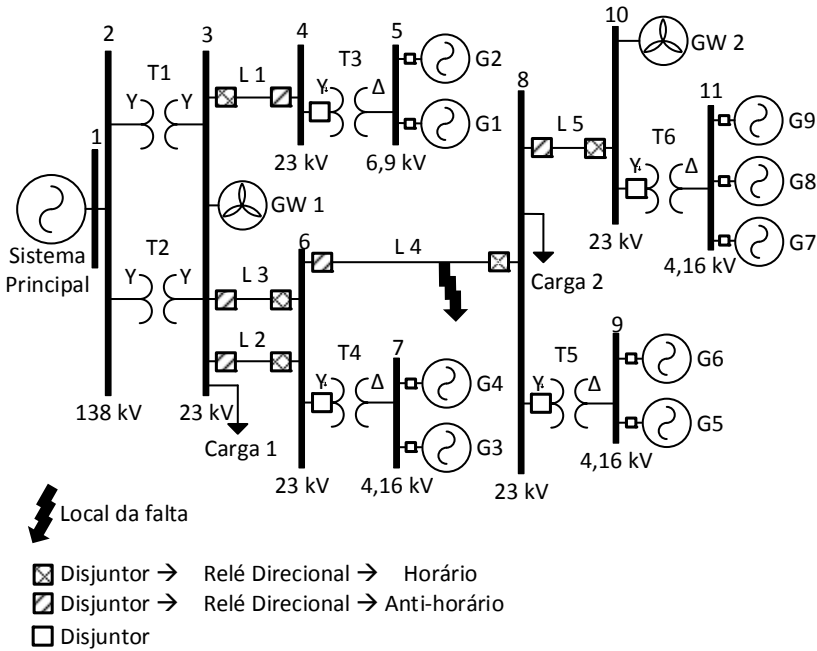 1
2
3
4
5
8
10
11
T1
Y Y
L 1
T3
Y Δ
G2
G1
23 kV
6,9 kV
GW 2
L 5
T6
Y Δ
G9
G8
G7
23 kV
4,16 kV
Sistema
Principal
GW 1
6
L 4
Carga 2
T2
Y Y
L 3
L 2
T4
Y Δ
7
G4
G3
T5
Y Δ
9
G6
G5
138 kV
23 kV
Carga 1
23 kV
4,16 kV
23 kV
4,16 kV
Local da falta
Disjuntor → Relé Direcional → Horário
Disjuntor → Relé Direcional → Anti-horário
Disjuntor